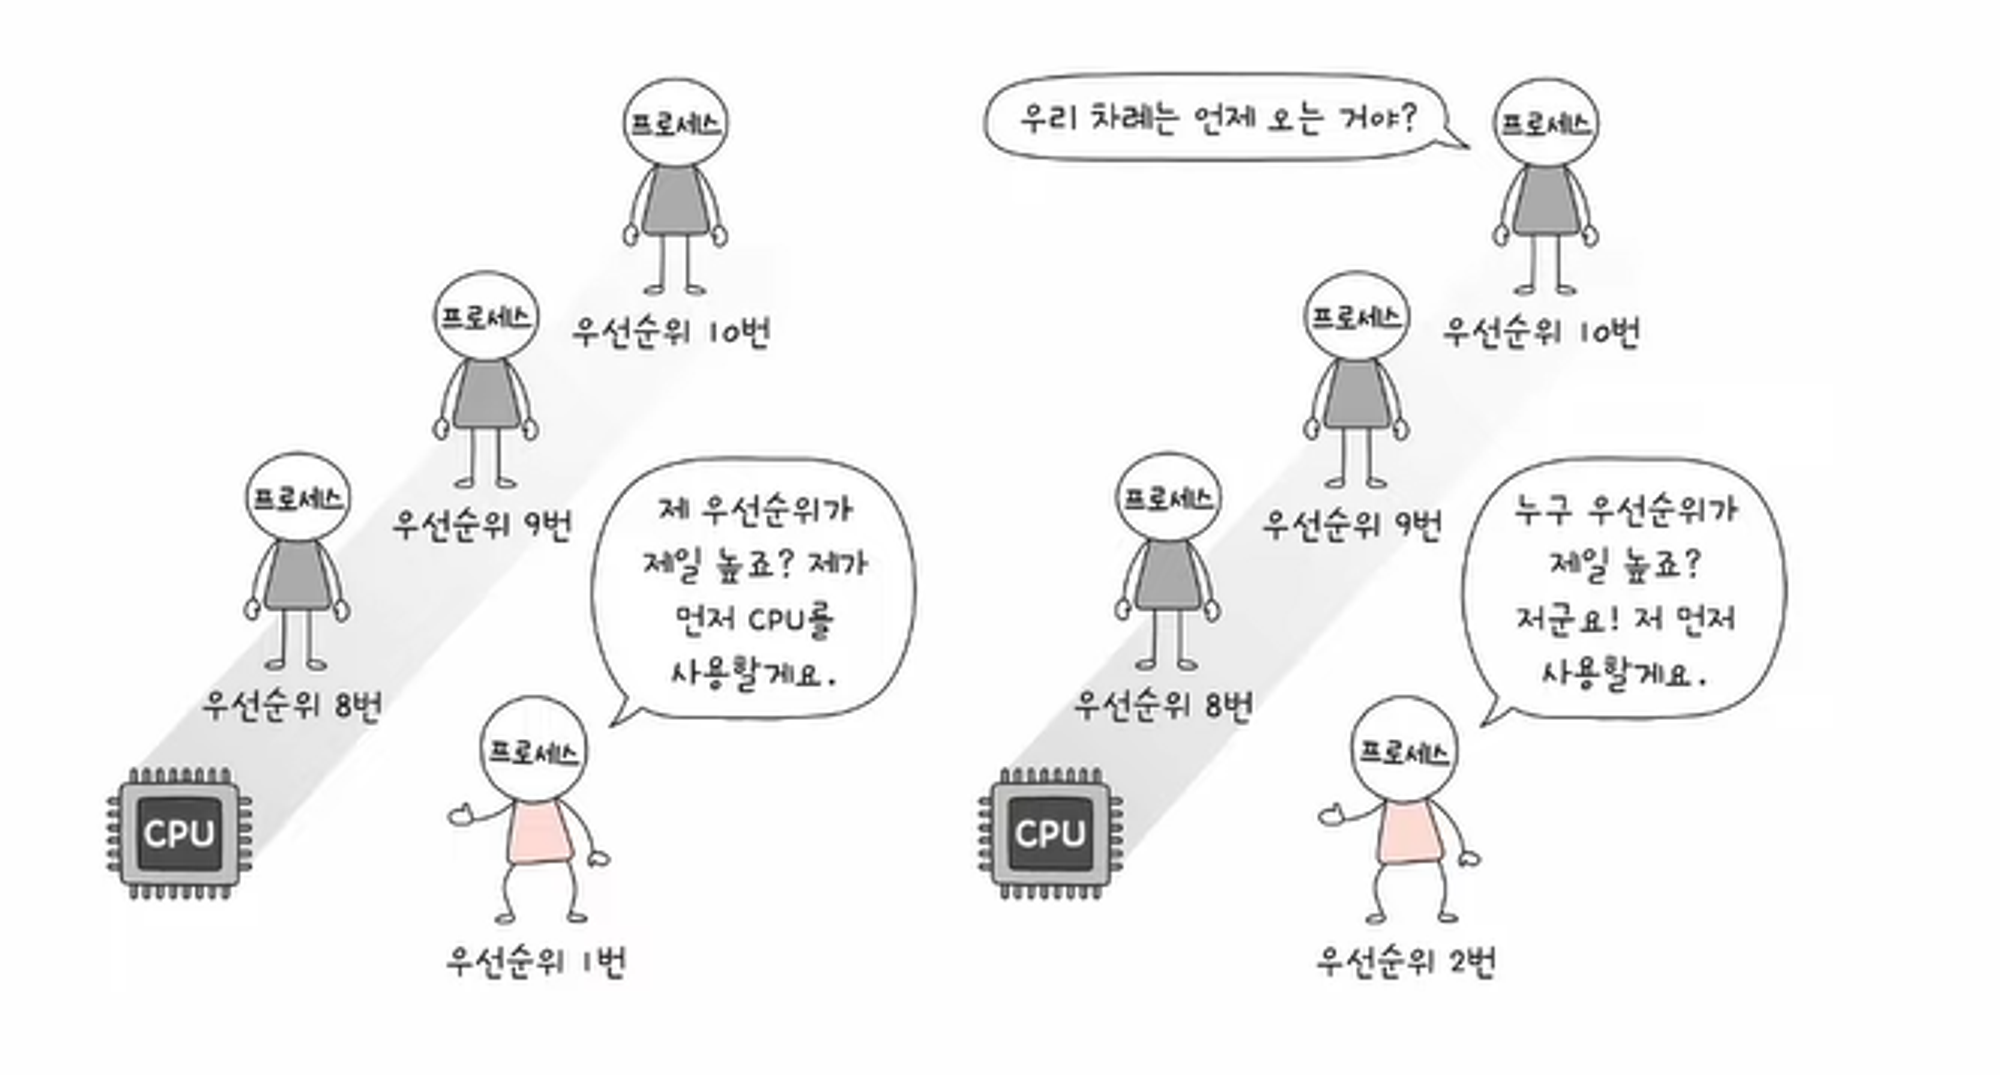 프로세스
우선순위 10번
프로세스
우선순위 9번
프로세스
우선순위 8번
제 우선순위가
제일 높죠? 제가
먼저 CPU를
사용할게요.
CPU
프로세스
우선순위 1번
우리 차례는 언제 오는 거야?
프로세스
우선순위 10번
프로세스
우선순위 9번
프로세스
우선순위 8번
누구 우선순위가
제일 높죠?
저군요! 저 먼저
사용할게요.
CPU
프로세스
우선순위 2번